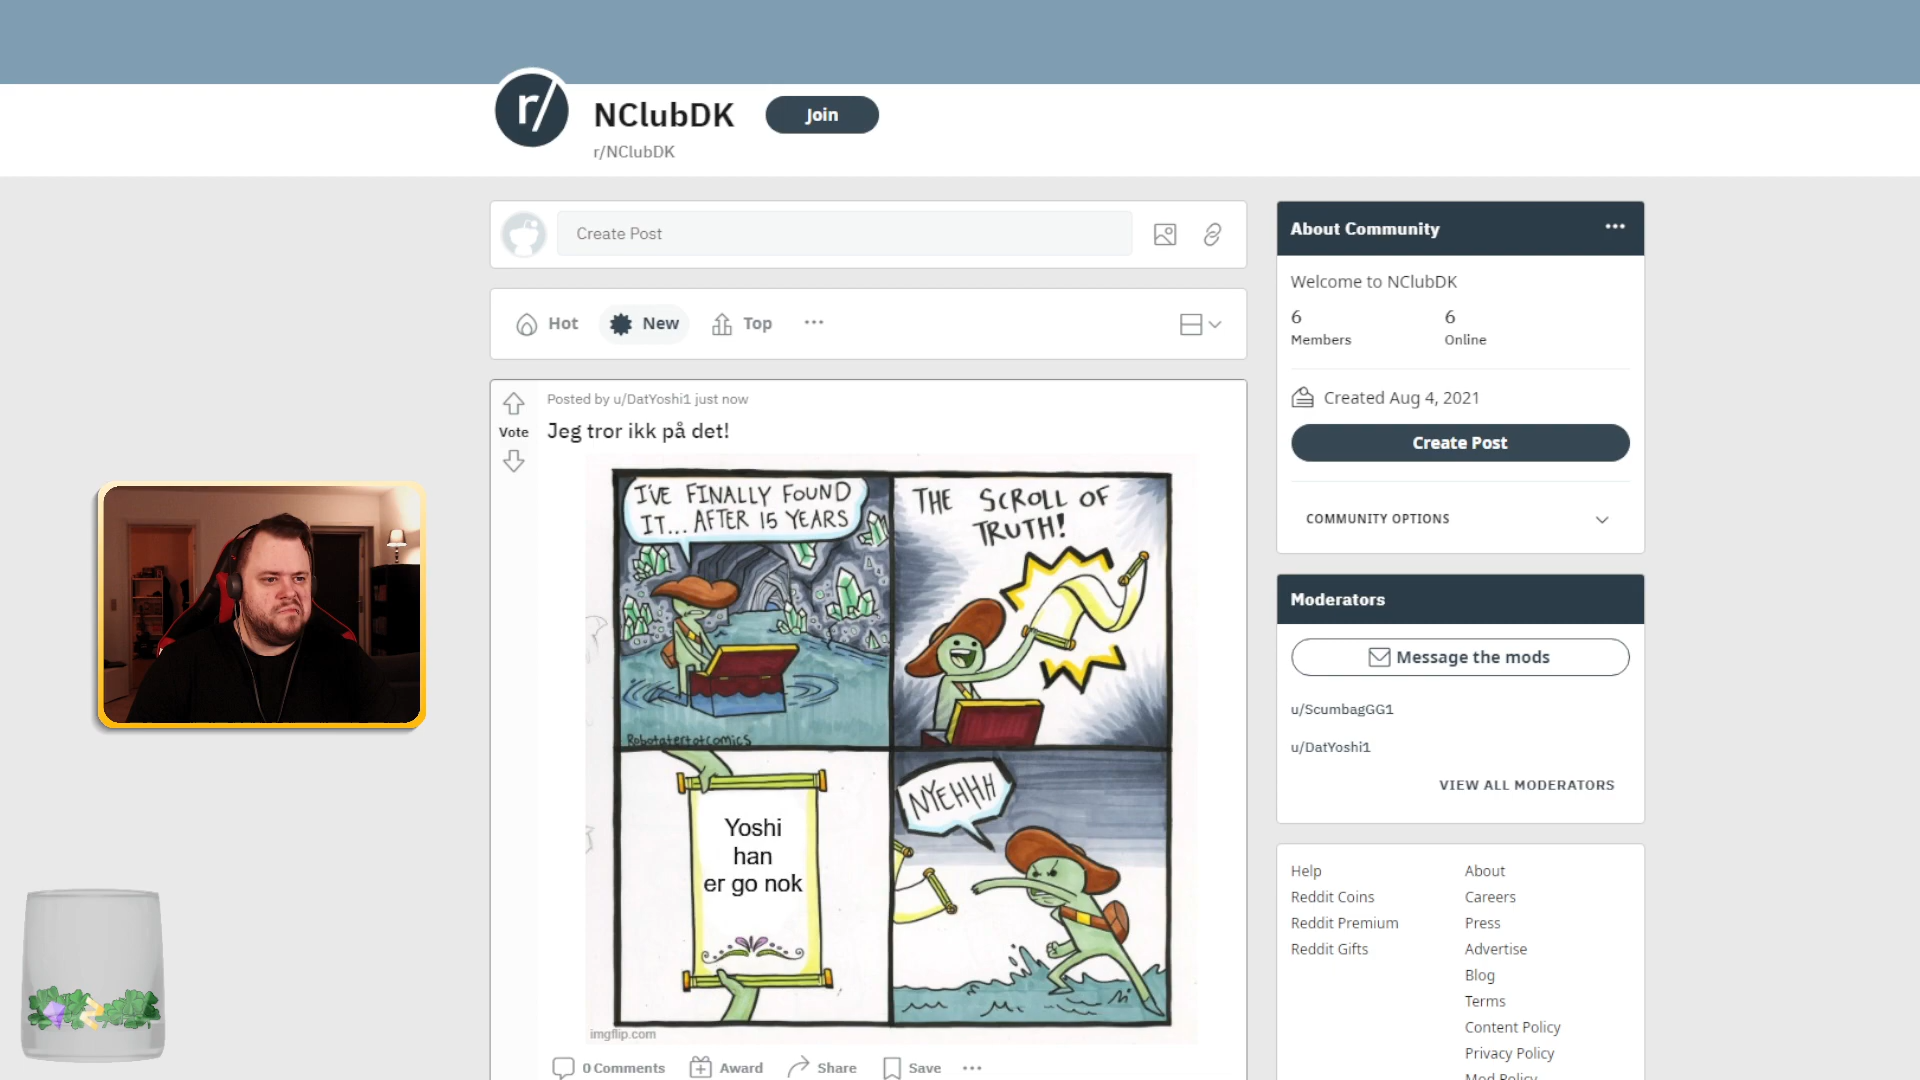 r/
NClubDK
Join
r/NClubDK
Create Post
Hot
New
Top
Posted by u/DatYoshi1 just now
Vote
Jeg tror ikk på det!
I'VE FINALLY FOUND
IT... AFTER 15 YEARS
THE SCROLL OF
TRUTH!
Robotatertotcomics
Yoshi
han
er go nok
NYEHHH
imgflip.com
0 Comments
Award
Share
Save
About Community
Welcome to NClubDK
6
Members
6
Online
Created Aug 4, 2021
Create Post
COMMUNITY OPTIONS
Moderators
Message the mods
u/ScumbagGG1
u/DatYoshi1
VIEW ALL MODERATORS
Help
Reddit Coins
Reddit Premium
Reddit Gifts
About
Careers
Press
Advertise
Blog
Terms
Content Policy
Privacy Policy
Mod Policy